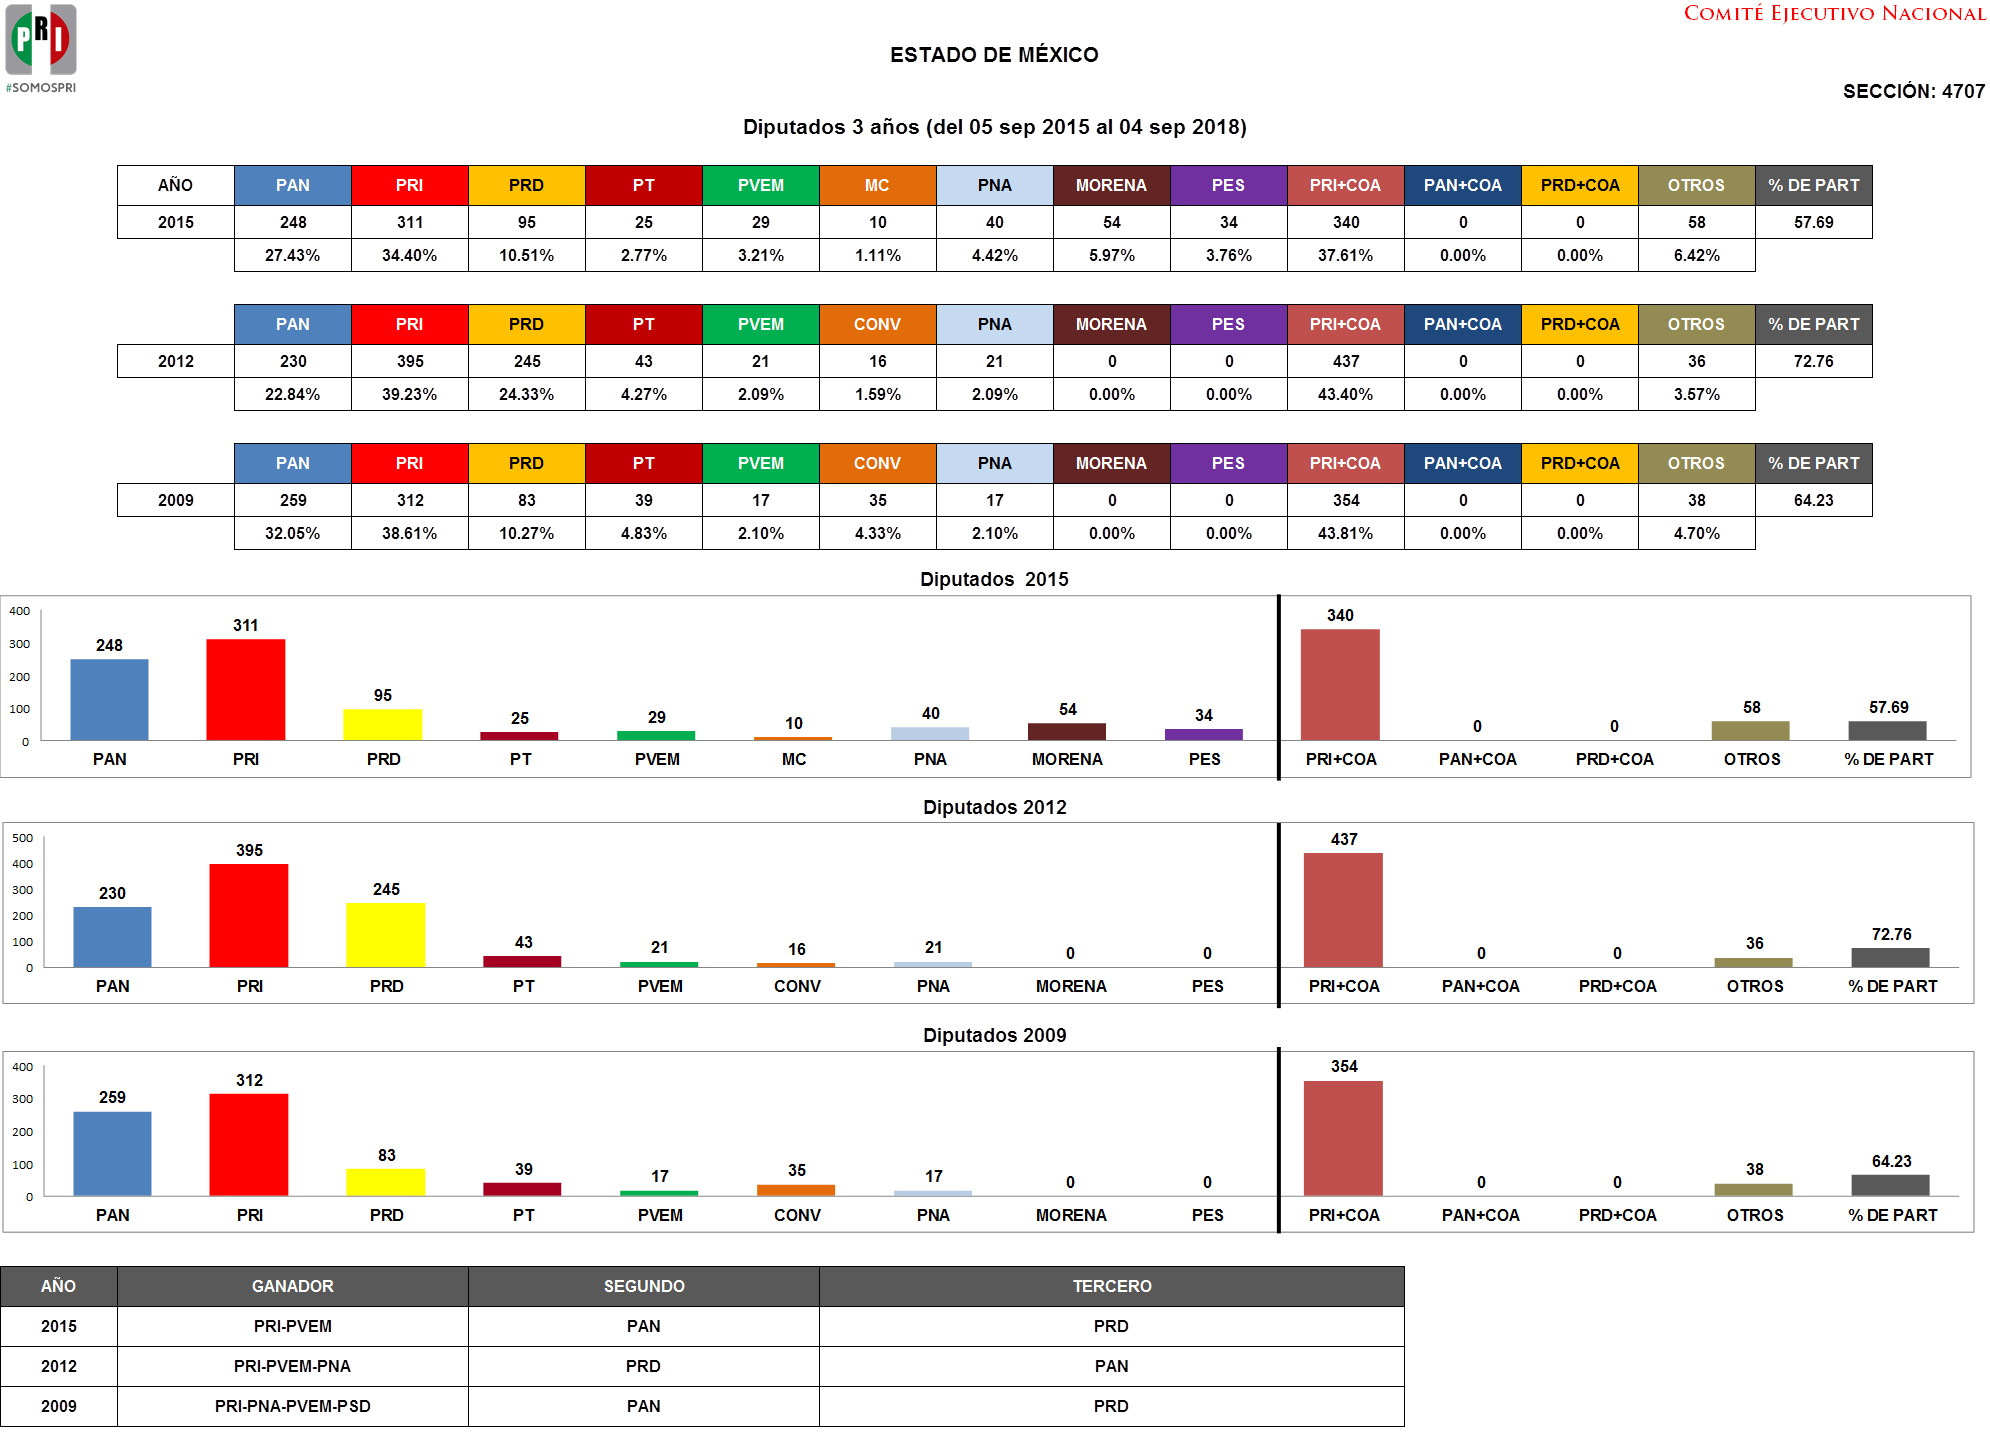 PRI
#SOMOSPRI
COMITÉ EJECUTIVO NACIONAL
ESTADO DE MÉXICO
SECCIÓN: 4707
Diputados 3 años (del 05 sep 2015 al 04 sep 2018)
AÑO PAN PRI PRD PT PVEM MC PNA MORENA PES PRI+COA PAN+COA PRD+COA OTROS % DE PART
2015 248 311 95 25 29 10 40 54 34 340 0 0 58 57.69
27.43% 34.40% 10.51% 2.77% 3.21% 1.11% 4.42% 5.97% 3.76% 37.61% 0.00% 0.00% 6.42%
PAN PRI PRD PT PVEM CONV PNA MORENA PES PRI+COA PAN+COA PRD+COA OTROS % DE PART
2012 230 395 245 43 21 16 21 0 0 437 0 0 36 72.76
22.84% 39.23% 24.33% 4.27% 2.09% 1.59% 2.09% 0.00% 0.00% 43.40% 0.00% 0.00% 3.57%
PAN PRI PRD PT PVEM CONV PNA MORENA PES PRI+COA PAN+COA PRD+COA OTROS % DE PART
2009 259 312 83 39 17 35 17 0 0 354 0 0 38 64.23
32.05% 38.61% 10.27% 4.83% 2.10% 4.33% 2.10% 0.00% 0.00% 43.81% 0.00% 0.00% 4.70%
Diputados 2015
400
300
200
100
0
248 311 95 25 29 10 40 54 34 340 0 0 58 57.69
PAN PRI PRD PT PVEM MC PNA MORENA PES PRI+COA PAN+COA PRD+COA OTROS % DE PART
Diputados 2012
500
400
300
200
100
0
230 395 245 43 21 16 21 0 0 437 0 0 36 72.76
PAN PRI PRD PT PVEM CONV PNA MORENA PES PRI+COA PAN+COA PRD+COA OTROS % DE PART
Diputados 2009
400
300
200
100
0
259 312 83 39 17 35 17 0 0 354 0 0 38 64.23
PAN PRI PRD PT PVEM CONV PNA MORENA PES PRI+COA PAN+COA PRD+COA OTROS % DE PART
AÑO GANADOR SEGUNDO TERCERO
2015 PRI-PVEM PAN PRD
2012 PRI-PVEM-PNA PRD PAN
2009 PRI-PNA-PVEM-PSD PAN PRD